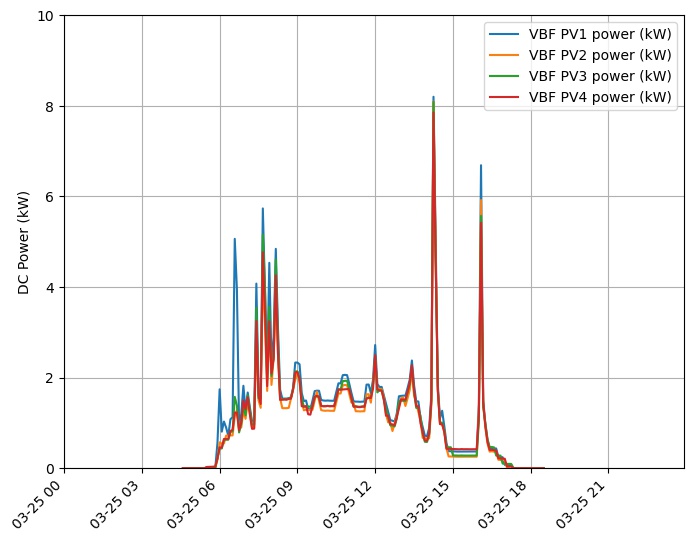 VBF PV1 power (kW)
VBF PV2 power (kW)
VBF PV3 power (kW)
VBF PV4 power (kW)
DC Power (kW)
10
8
6
4
2
0
03-25 00
03-25 03
03-25 06
03-25 09
03-25 12
03-25 15
03-25 18
03-25 21